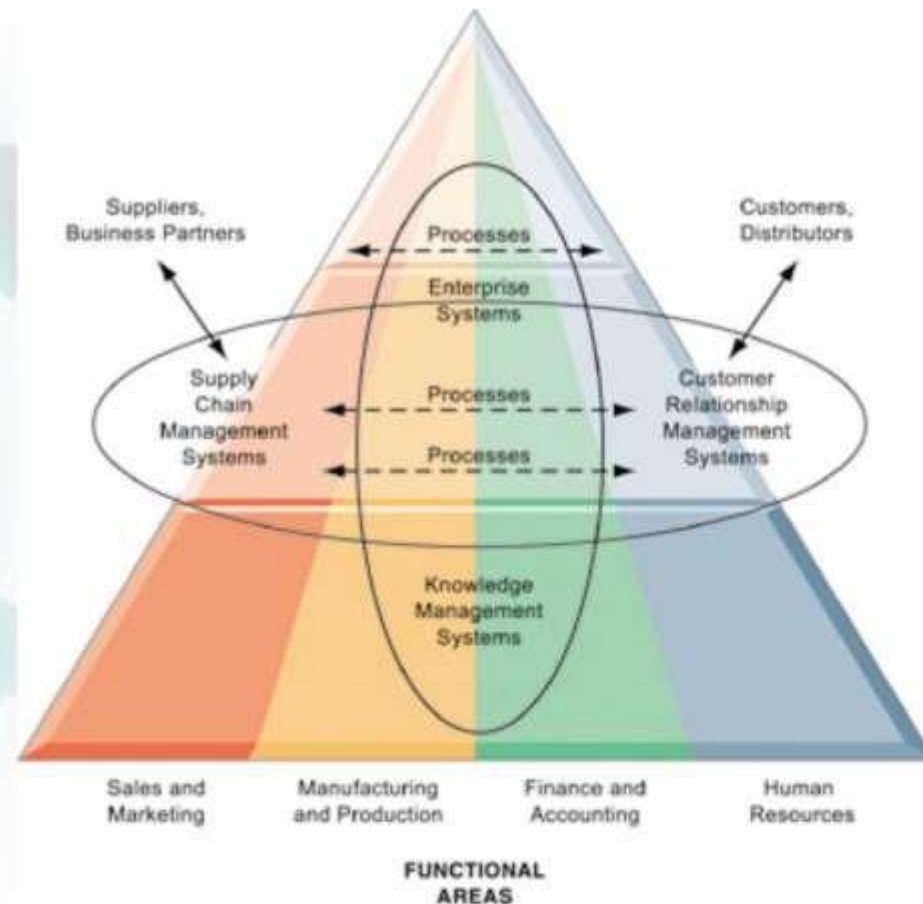 Suppliers,
Business Partners
Customers,
Distributors
Processes
Enterprise
Systems
Supply
Chain
Management
Systems
Processes
Processes
Customer
Relationship
Management
Systems
Knowledge
Management
Systems
Sales and
Marketing
Manufacturing
and Production
Finance and
Accounting
Human
Resources
FUNCTIONAL
AREAS